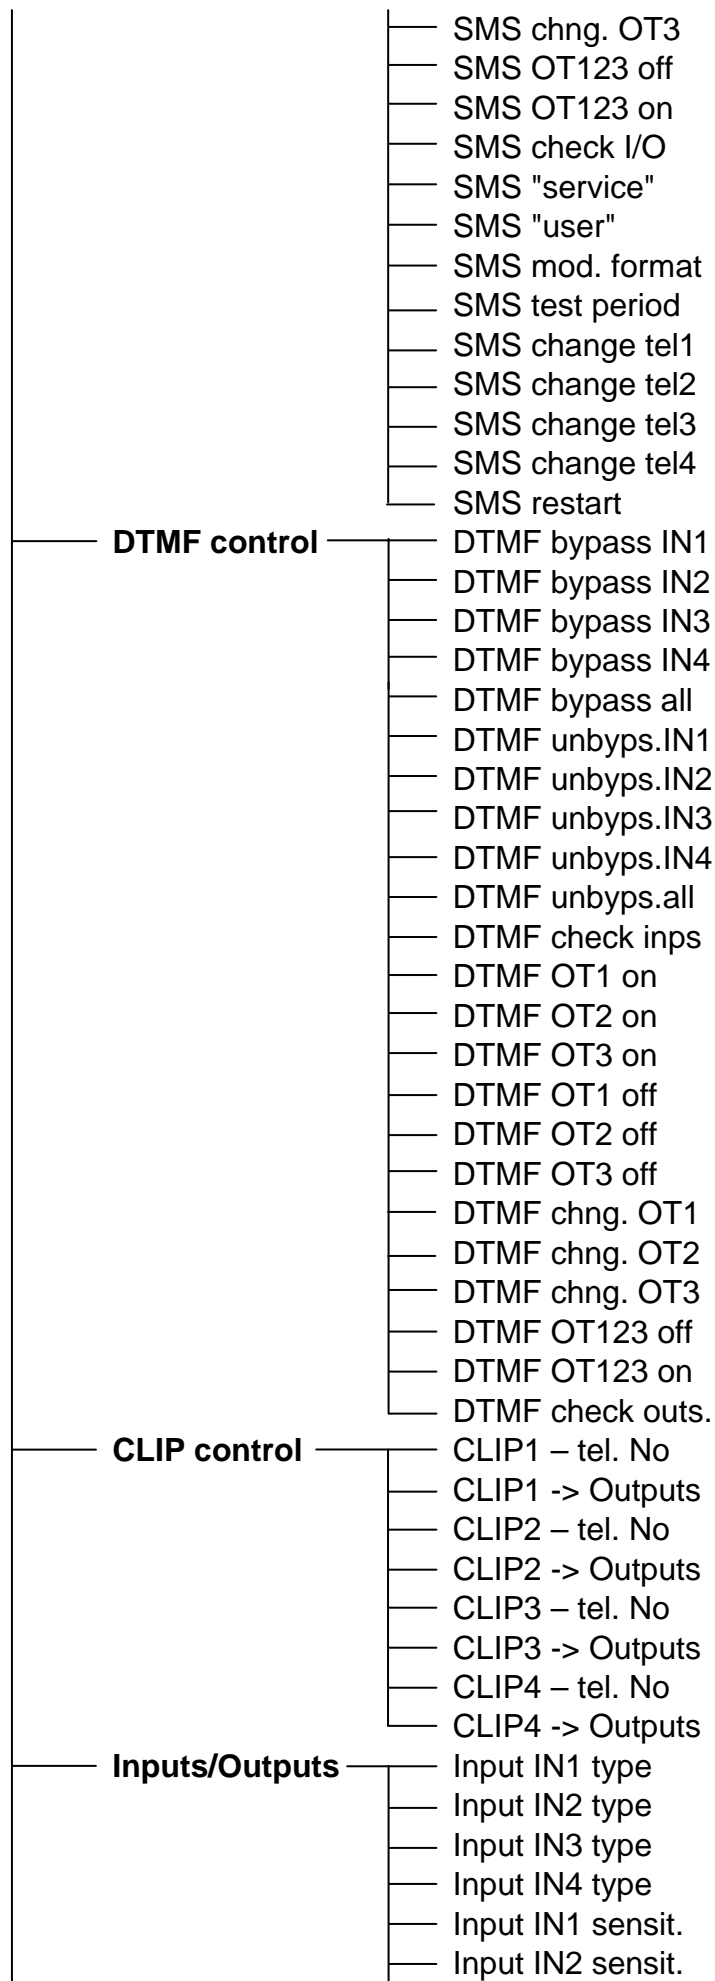 SMS chng. OT3
SMS OT123 off
SMS OT123 on
SMS check I/O
SMS "service"
SMS "user"
SMS mod. format
SMS test period
SMS change tel1
SMS change tel2
SMS change tel3
SMS change tel4
SMS restart
DTMF control DTMF bypass IN1
DTMF bypass IN2
DTMF bypass IN3
DTMF bypass IN4
DTMF bypass all
DTMF unbyps.IN1
DTMF unbyps.IN2
DTMF unbyps.IN3
DTMF unbyps.IN4
DTMF unbyps.all
DTMF check inps
DTMF OT1 on
DTMF OT2 on
DTMF OT3 on
DTMF OT1 off
DTMF OT2 off
DTMF OT3 off
DTMF chng. OT1
DTMF chng. OT2
DTMF chng. OT3
DTMF OT123 off
DTMF OT123 on
DTMF check outs.
CLIP control CLIP1 – tel. No
CLIP1 -> Outputs
CLIP2 – tel. No
CLIP2 -> Outputs
CLIP3 – tel. No
CLIP3 -> Outputs
CLIP4 – tel. No
CLIP4 -> Outputs
Inputs/Outputs Input IN1 type
Input IN2 type
Input IN3 type
Input IN4 type
Input IN1 sensit.
Input IN2 sensit.